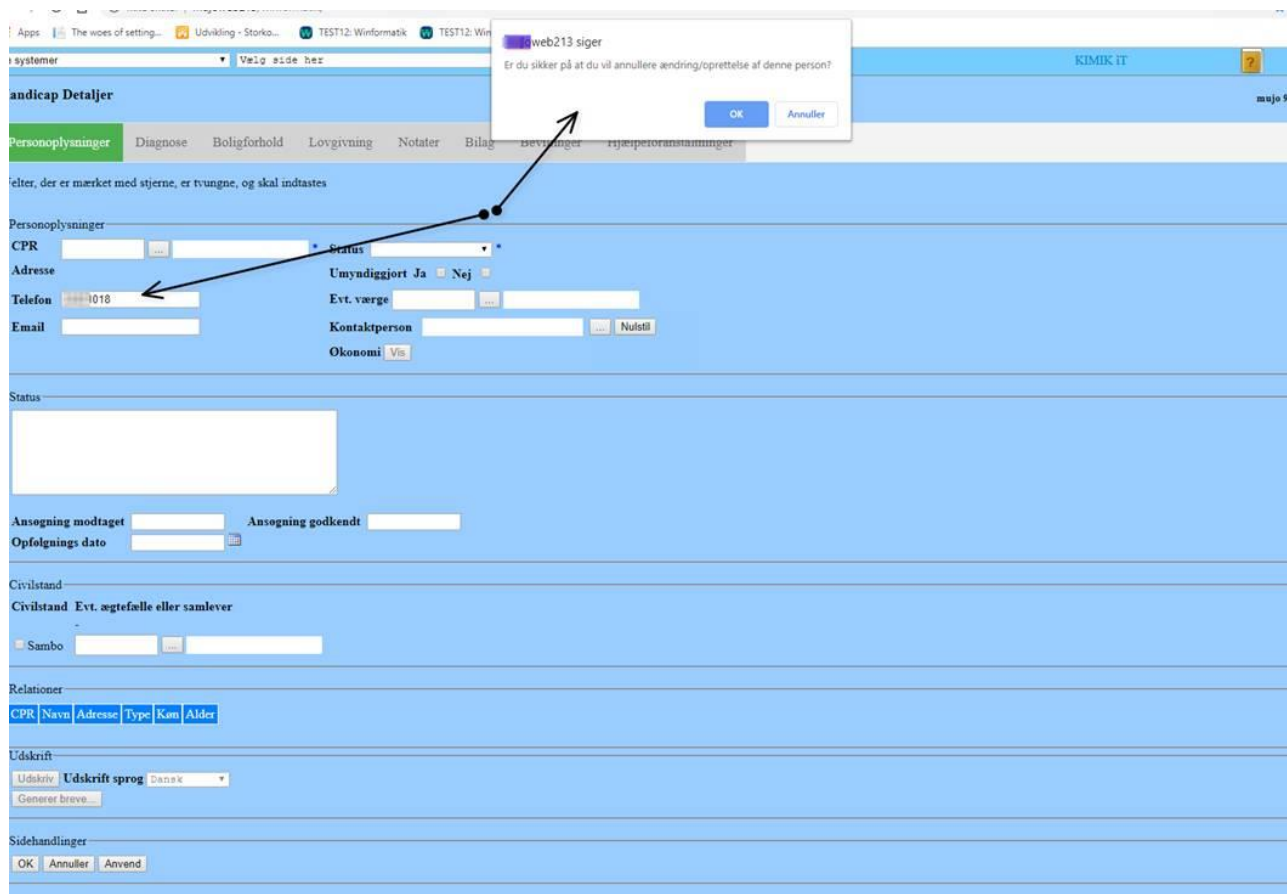 Apps The woes of setting... Udvikling - Storko... TEST12: Winformatik TEST12: Win
web213 siger
Er du sikker på at du vil annullere ændring/oprettelse af denne person?
OK Annuller
systemer Vælg side her KIMIK iT ?
andicap Detaljer mujo 9
Personoplysninger Diagnose Boligforhold Lovgivning Notater Bilag Bevillinger Hjælpeforanstaltninger
elter, der er mærket med stjerne, er tvungne, og skal indtastes
Personoplysninger
CPR ... * Status *
Adresse Umyndiggjort Ja Nej
Telefon 018 Evt. værge ...
Email Kontaktperson ... Nulstil
Økonomi Vis
Status
Ansøgning modtaget Ansøgning godkendt
Opfølgnings dato
Civilstand
Civilstand Evt. ægtefælle eller samlever
-
Sambo ...
Relationer
CPR Navn Adresse Type Køn Alder
Udskrift
Udskriv Udskrift sprog Dansk
Generer breve...
Sidehandlinger
OK Annuller Anvend